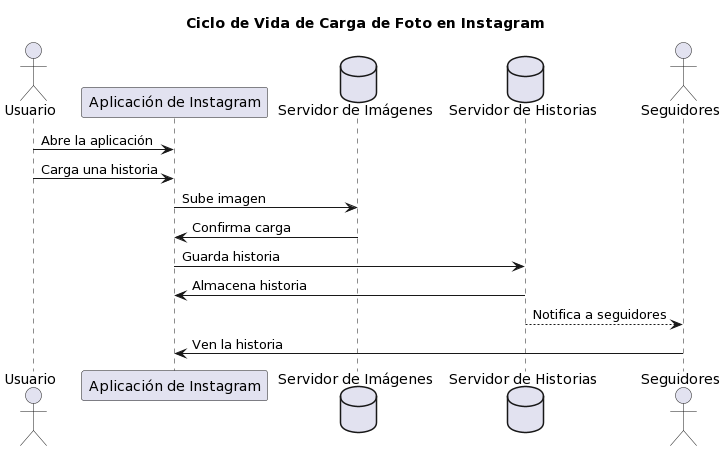 Ciclo de Vida de Carga de Foto en Instagram
Usuario
Aplicación de Instagram
Servidor de Imágenes
Servidor de Historias
Seguidores
Abre la aplicación
Carga una historia
Sube imagen
Confirma carga
Guarda historia
Almacena historia
Notifica a seguidores
Ven la historia
Usuario
Aplicación de Instagram
Servidor de Imágenes
Servidor de Historias
Seguidores